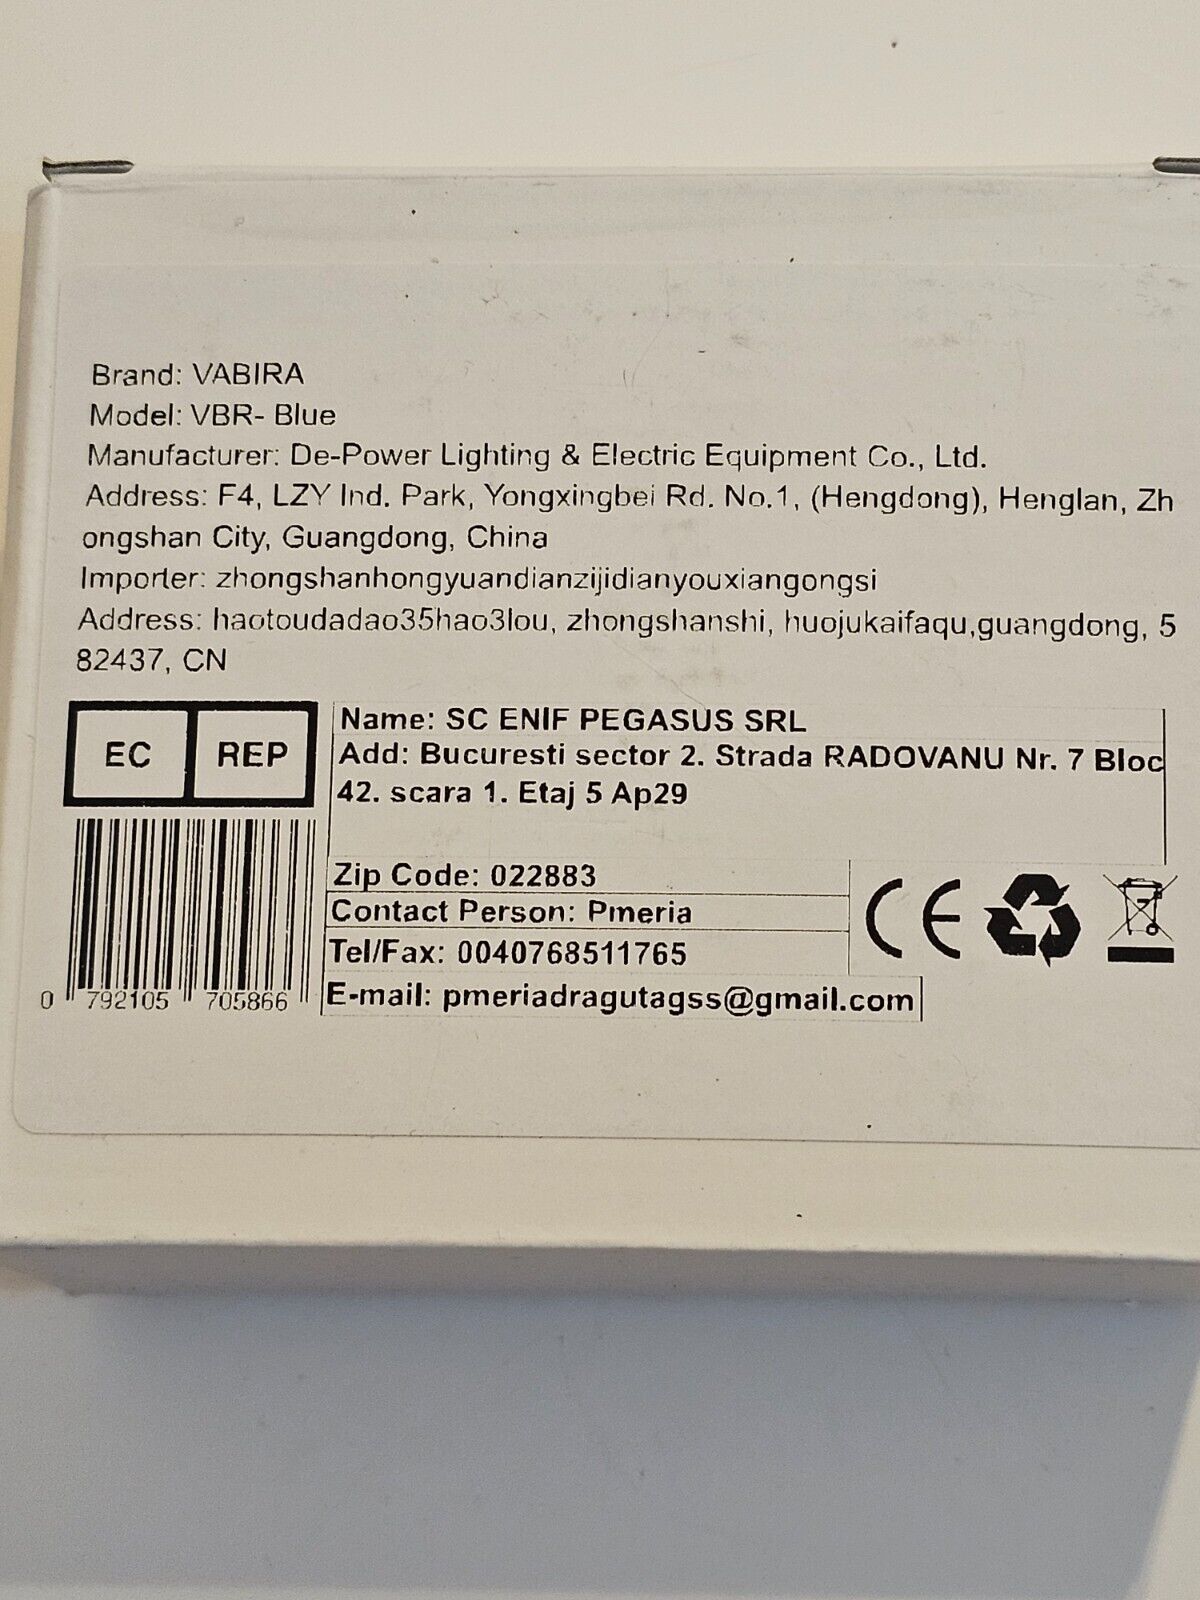 Brand: VABIRA
Model: VBR- Blue
Manufacturer: De-Power Lighting & Electric Equipment Co., Ltd.
Address: F4, LZY Ind. Park, Yongxingbei Rd. No.1, (Hengdong), Henglan, Zh
ongshan City, Guangdong, China
Importer: zhongshanhongyuandianzijidianyouxiangongsi
Address: haotoudadao35hao3lou, zhongshanshi, huojukaifaqu,guangdong, 5
82437, CN
EC REP
Name: SC ENIF PEGASUS SRL
Add: Bucuresti sector 2. Strada RADOVANU Nr. 7 Bloc
42. scara 1. Etaj 5 Ap29
Zip Code: 022883
Contact Person: Pmeria
Tel/Fax: 0040768511765
E-mail: pmeriadragutagss@gmail.com
0 792105 705866
CE